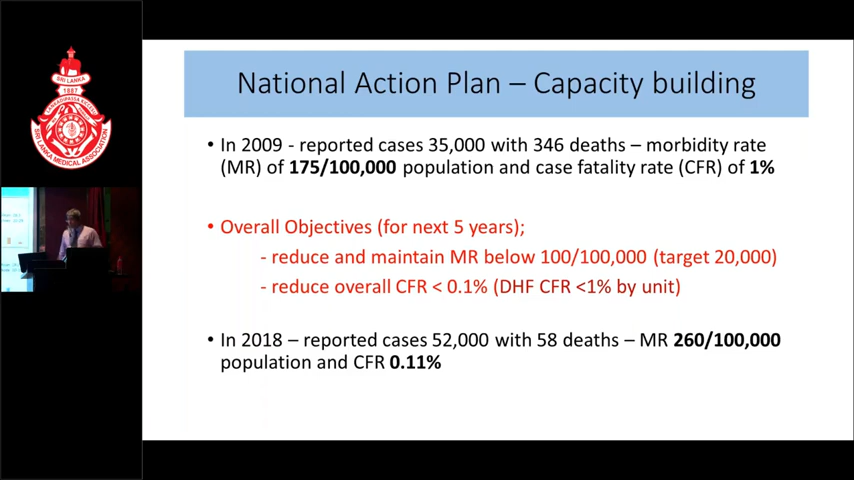 National Action Plan – Capacity building
• In 2009 - reported cases 35,000 with 346 deaths – morbidity rate
(MR) of 175/100,000 population and case fatality rate (CFR) of 1%
• Overall Objectives (for next 5 years);
- reduce and maintain MR below 100/100,000 (target 20,000)
- reduce overall CFR < 0.1% (DHF CFR <1% by unit)
• In 2018 – reported cases 52,000 with 58 deaths – MR 260/100,000
population and CFR 0.11%
SRI LANKA
1887
SRI LANKA MEDICAL ASSOCIATION